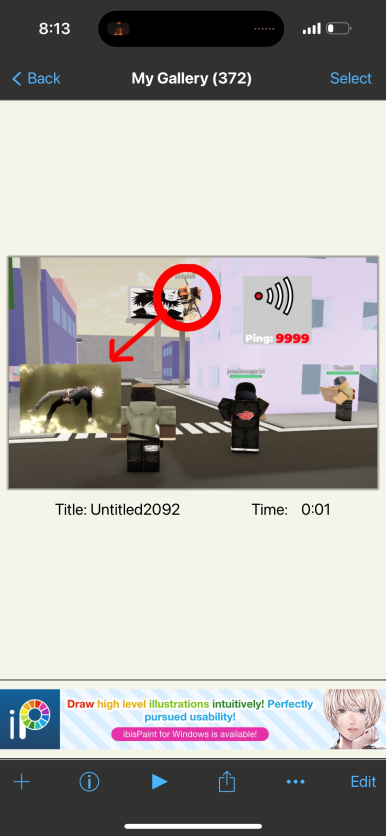 8:13
Back
My Gallery (372)
Select
Ping: 9999
Title: Untitled2092
Time: 0:01
Draw high level illustrations intuitively! Perfectly
pursued usability!
ibisPaint for Windows is available!
Edit